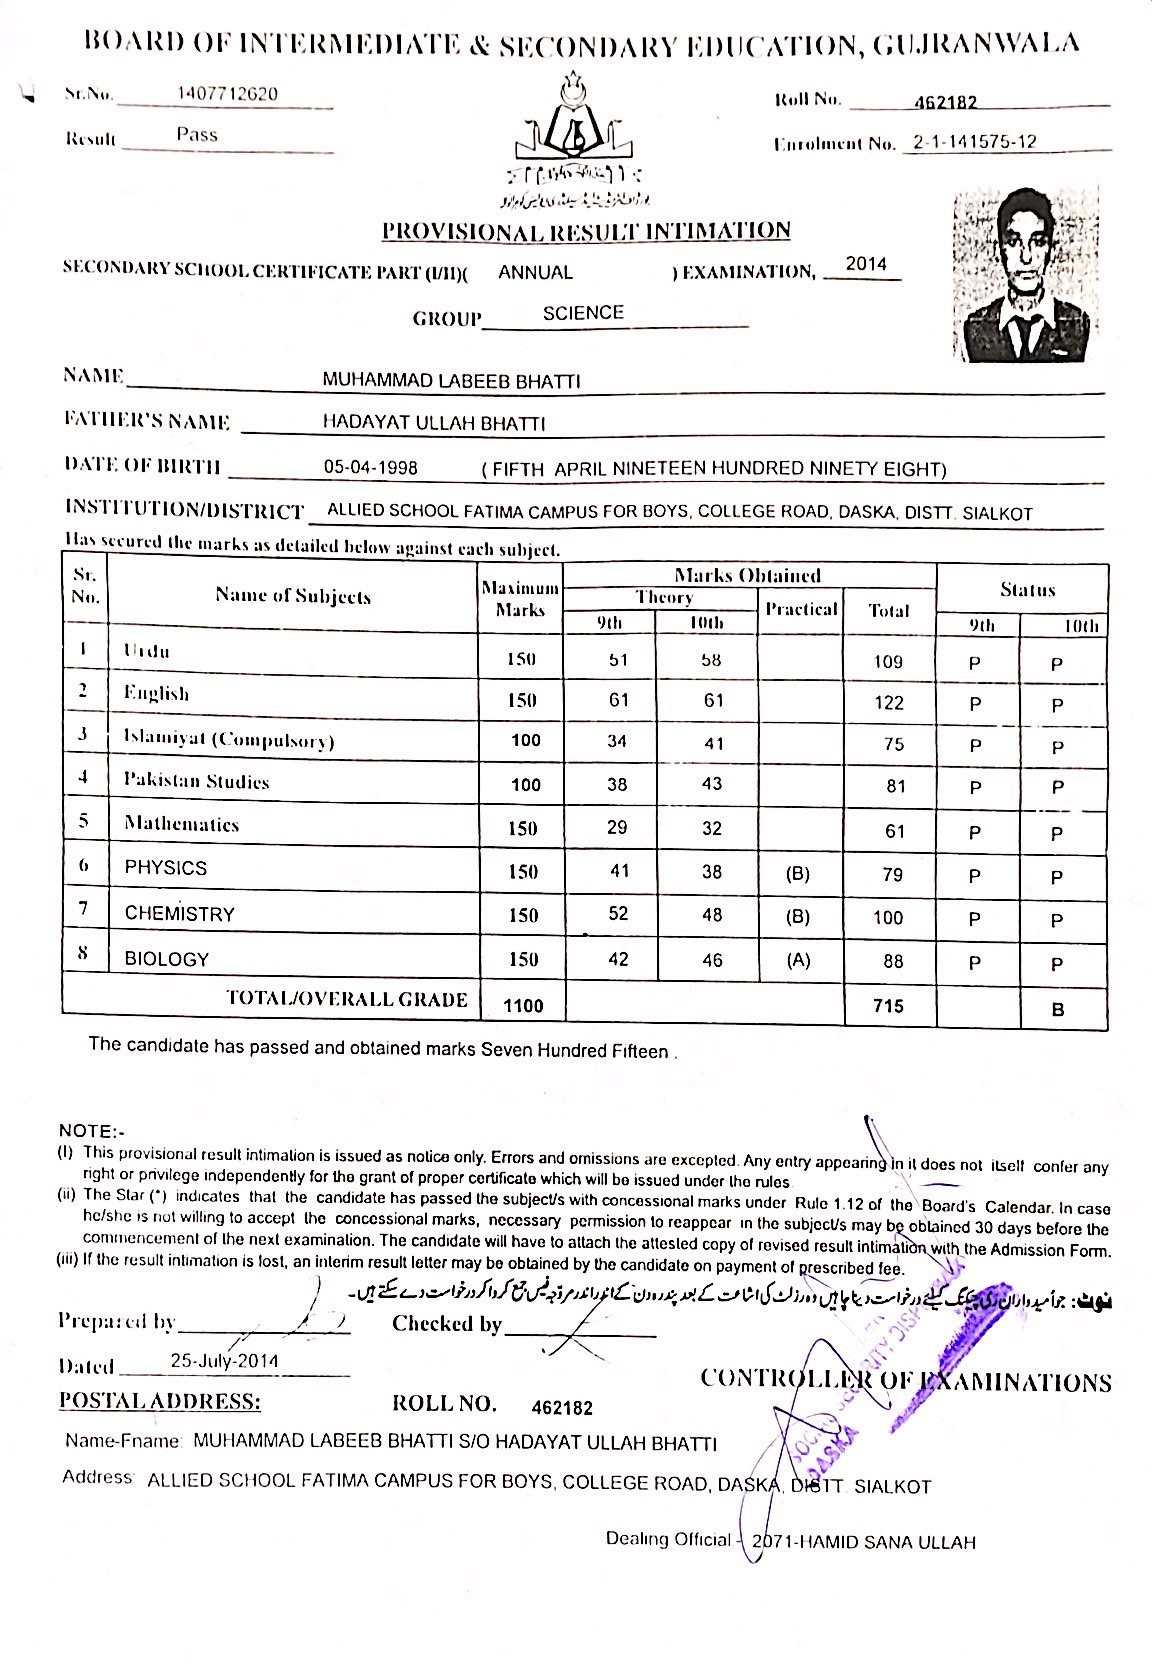 BOARD OF INTERMEDIATE & SECONDARY EDUCATION, GUJRANWALA
Sr.No. 1407712620
Roll No. 462182
Result Pass
Enrolment No. 2-1-141575-12
PROVISIONAL RESULT INTIMATION
SECONDARY SCHOOL CERTIFICATE PART (I/II)( ANNUAL ) EXAMINATION, 2014
GROUP SCIENCE
NAME MUHAMMAD LABEEB BHATTI
FATHER'S NAME HADAYAT ULLAH BHATTI
DATE OF BIRTH 05-04-1998 ( FIFTH APRIL NINETEEN HUNDRED NINETY EIGHT)
INSTITUTION/DISTRICT ALLIED SCHOOL FATIMA CAMPUS FOR BOYS, COLLEGE ROAD, DASKA, DISTT. SIALKOT
Has secured the marks as detailed below against each subject.
Sr. No. Name of Subjects Maximum Marks Marks Obtained Status
Theory Practical Total
9th 10th 9th 10th
1 Urdu 150 51 58 109 P P
2 English 150 61 61 122 P P
3 Islamiyat (Compulsory) 100 34 41 75 P P
4 Pakistan Studies 100 38 43 81 P P
5 Mathematics 150 29 32 61 P P
6 PHYSICS 150 41 38 (B) 79 P P
7 CHEMISTRY 150 52 48 (B) 100 P P
8 BIOLOGY 150 42 46 (A) 88 P P
TOTAL/OVERALL GRADE 1100 715 B
The candidate has passed and obtained marks Seven Hundred Fifteen .
NOTE:-
(I) This provisional result intimation is issued as notice only. Errors and omissions are excepted. Any entry appearing in it does not itself confer any
right or privilege independently for the grant of proper certificate which will be issued under the rules.
(ii) The Star (*) indicates that the candidate has passed the subject/s with concessional marks under Rule 1.12 of the Board's Calendar. In case
he/she is not willing to accept the concessional marks, necessary permission to reappear in the subject/s may be obtained 30 days before the
commencement of the next examination. The candidate will have to attach the attested copy of revised result intimation with the Admission Form.
(iii) If the result intimation is lost, an interim result letter may be obtained by the candidate on payment of prescribed fee.
نوٹ: جو امیدواران ری چیکنگ کیلئے درخواست دینا چاہیں وہ رزلٹ کی اشاعت کے بعد پندرہ دن کے اندر اندر مروجہ فیس جمع کروا کر درخواست دے سکتے ہیں۔
Prepared by
Checked by
Dated 25-July-2014
CONTROLLER OF EXAMINATIONS
POSTAL ADDRESS: ROLL NO. 462182
Name-Fname: MUHAMMAD LABEEB BHATTI S/O HADAYAT ULLAH BHATTI
Address: ALLIED SCHOOL FATIMA CAMPUS FOR BOYS, COLLEGE ROAD, DASKA, DISTT. SIALKOT
DASKA
Dealing Official - 2071-HAMID SANA ULLAH